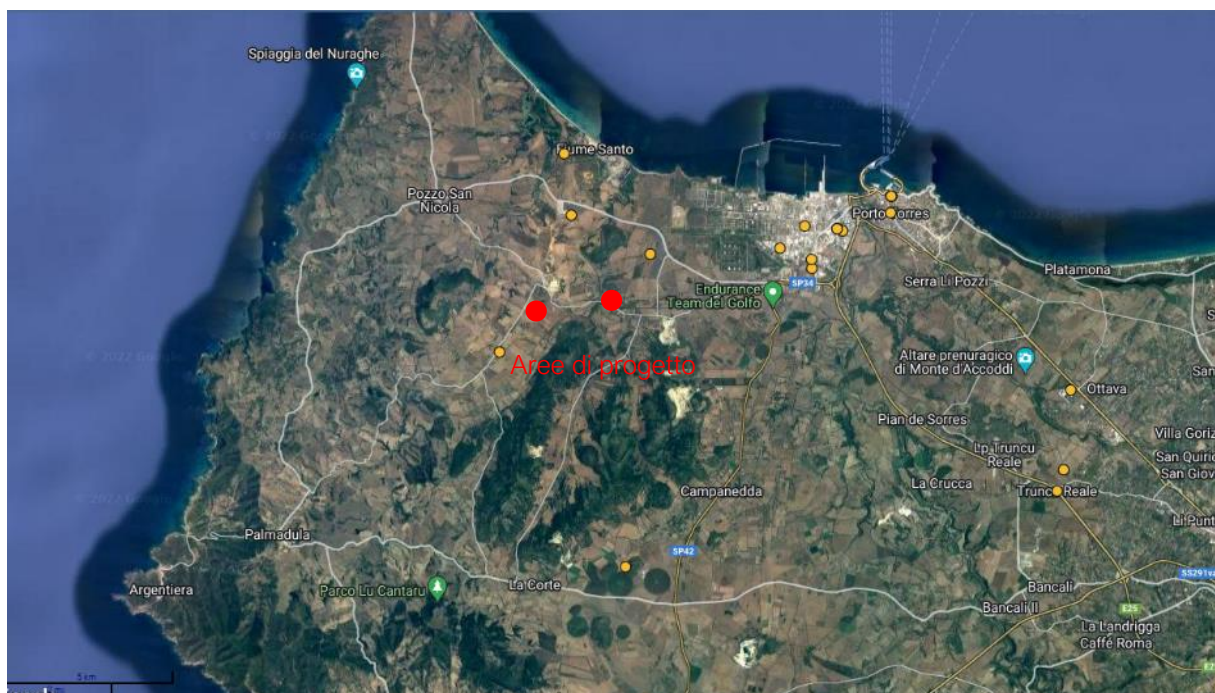 Spiaggia del Nuraghe
© 2022 Google
Fiume Santo
Pozzo San
Nicola
Porto Torres
Platamona
Serra Li Pozzi
SP34
Endurance
Team del Golfo
Altare prenuragico
di Monte d'Accoddi
Aree di progetto
Ottava
Pian de Sorres
Villa Goriz
Lp Truncu
Reale
San Quiric
San Giov
La Crucca
Truncu Reale
Campanedda
Li Punt
Palmadula
SP42
SS291va
Argentiera
Parco Lu Cantaru
La Corte
Bancali
Bancali II
E25
La Landrigga
Caffè Roma
5 km